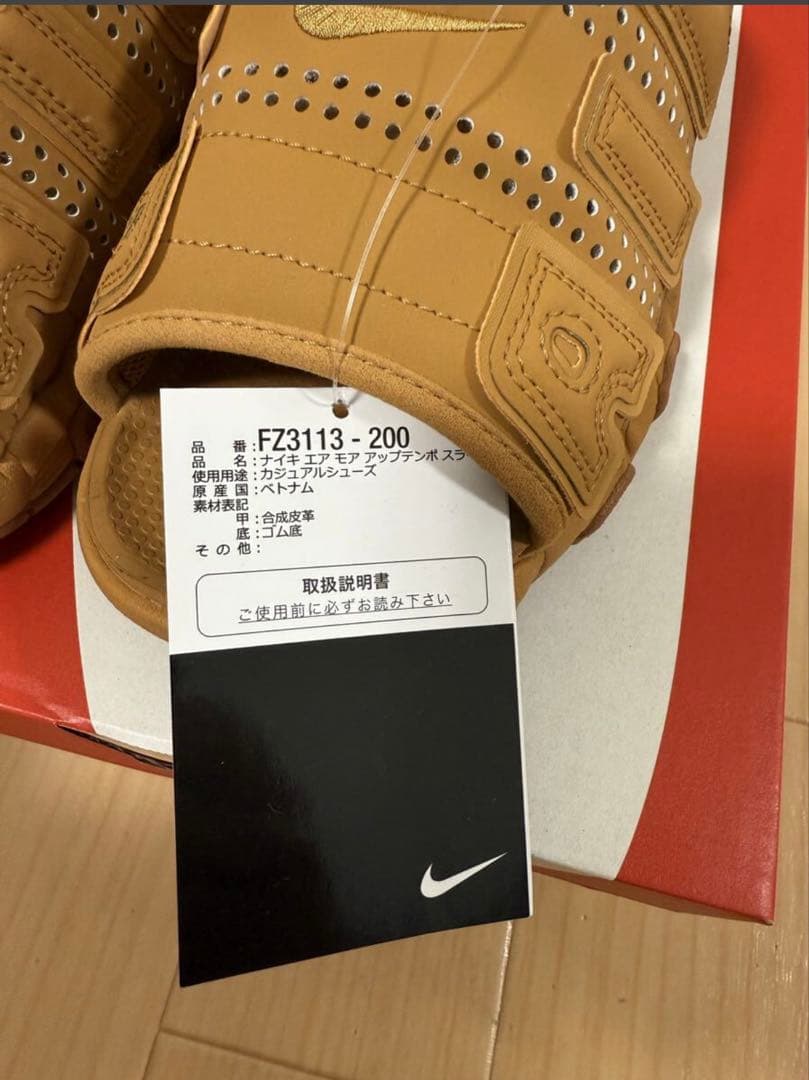 品番:FZ3113-200
品名:ナイキ エア モア アップテンポ スラ
使用用途:カジュアルシューズ
原産国:ベトナム
素材表記
甲:合成皮革
底:ゴム底
その他:
取扱説明書
ご使用前に必ずお読み下さい